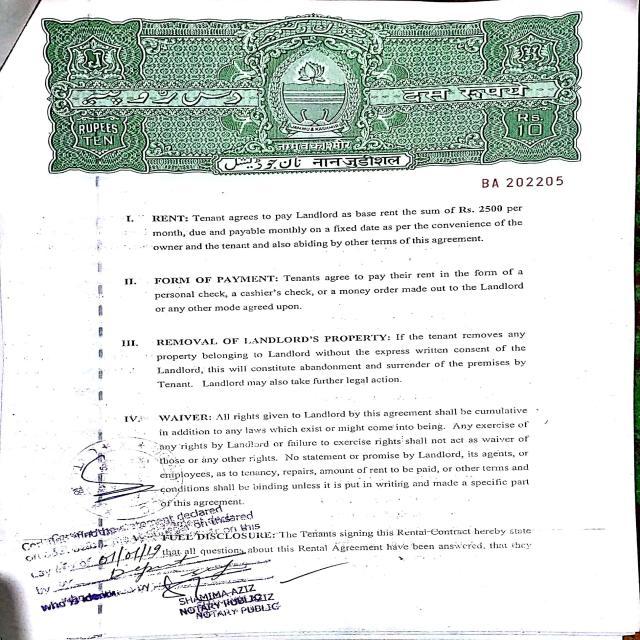 دس روپیہ
दस रूपये
RUPEES
TEN
Rs.
10
JAMMU & KASHMIR
जम्मू व कश्मीर
نان جوڈیشل नान जुडीशल
BA 202205
I. RENT: Tenant agrees to pay Landlord as base rent the sum of Rs. 2500 per
month, due and payable monthly on a fixed date as per the convenience of the
owner and the tenant and also abiding by other terms of this agreement.
II. FORM OF PAYMENT: Tenants agree to pay their rent in the form of a
personal check, a cashier's check, or a money order made out to the Landlord
or any other mode agreed upon.
III. REMOVAL OF LANDLORD'S PROPERTY: If the tenant removes any
property belonging to Landlord without the express written consent of the
Landlord, this will constitute abandonment and surrender of the premises by
Tenant. Landlord may also take further legal action.
IV. WAIVER: All rights given to Landlord by this agreement shall be cumulative
in addition to any laws which exist or might come into being. Any exercise of
any rights by Landlord or failure to exercise rights shall not act as waiver of
those or any other rights. No statement or promise by Landlord, its agents, or
employees, as to tenancy, repairs, amount of rent to be paid, or other terms and
conditions shall be binding unless it is put in writing and made a specific part
of this agreement.
declared
V. FULL DISCLOSURE: The Tenants signing this Rental Contract hereby state
on this
01/01/19 that all questions about this Rental Agreement have been answered, that they
by
who is
SHAMIMA AZIZ
NOTARY PUBLIC
NOTARY PUBLIC